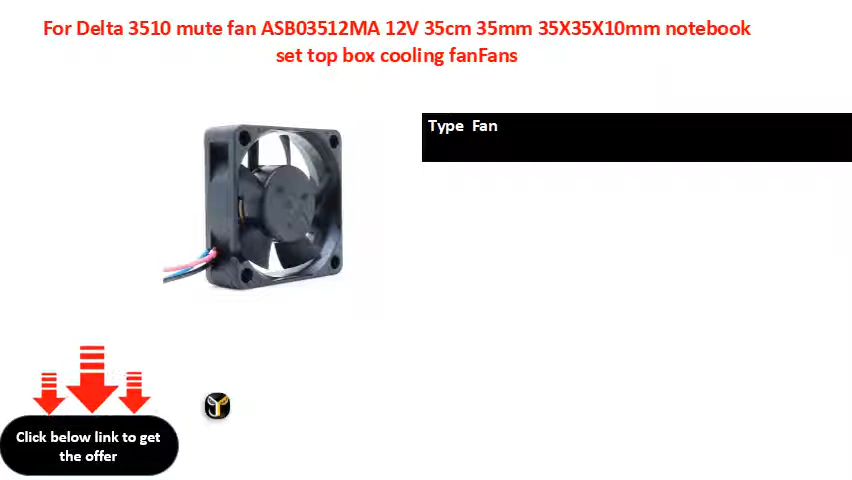 For Delta 3510 mute fan ASB03512MA 12V 35cm 35mm 35X35X10mm notebook
set top box cooling fanFans
Type Fan
Click below link to get
the offer